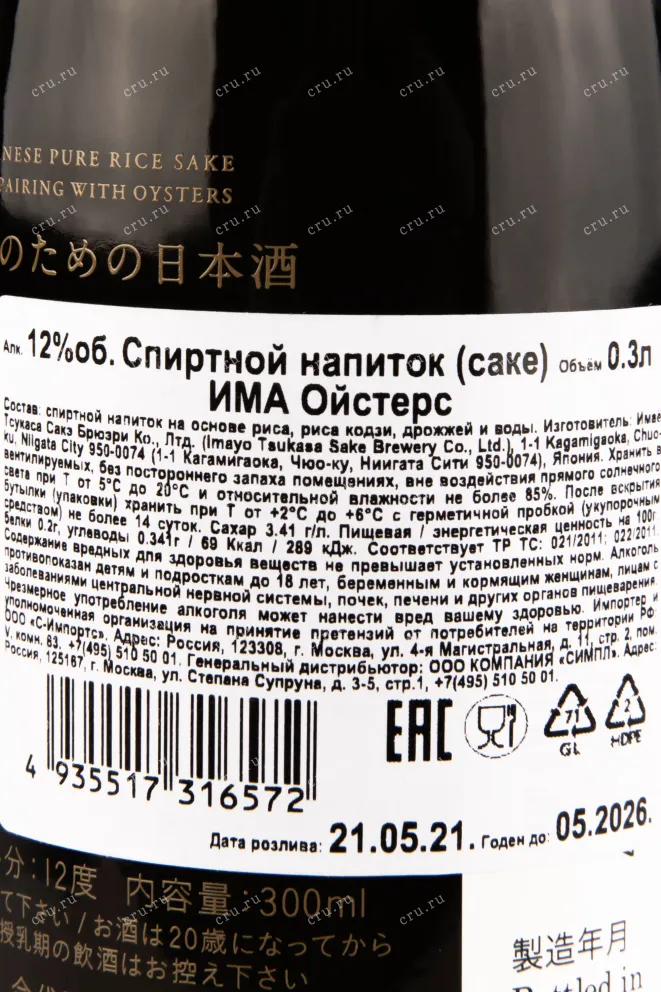 NESE PURE RICE SAKE
PAIRING WITH OYSTERS
のための日本酒
Алк. 12%об. Спиртной напиток (саке) Объём 0.3л
ИМА Ойстерс
Состав: спиртной напиток на основе риса, риса кодзи, дрожжей и воды. Изготовитель: Имае
Тсукаса Сакэ Брюэри Ко., Лтд. (Imayo Tsukasa Sake Brewery Co., Ltd.), 1-1 Kagamigaoka, Chuo-
ku, Niigata City 950-0074 (1-1 Кагамигаока, Чюо-ку, Ниигата Сити 950-0074), Япония. Хранить в
вентилируемых, без постороннего запаха помещениях, вне воздействия прямого солнечного
света при Т от 5°С до 20°С и относительной влажности не более 85%. После вскрытия
бутылки (упаковки) хранить при Т от +2°С до +6°С с герметичной пробкой (укупорочным
средством) не более 14 суток. Сахар 3.41 г/л. Пищевая / энергетическая ценность на 100г
белки 0.2г, углеводы 0.341г / 69 Ккал / 289 кДж. Соответствует ТР ТС: 021/2011; 022/2011.
Содержание вредных для здоровья веществ не превышает установленных норм. Алкоголь
противопоказан детям и подросткам до 18 лет, беременным и кормящим женщинам, лицам с
заболеваниями центральной нервной системы, почек, печени и других органов пищеварения.
Чрезмерное употребление алкоголя может нанести вред вашему здоровью. Импортер и
уполномоченная организация на принятие претензий от потребителей на территории РФ:
ООО «С-Импортс». Адрес: Россия, 123308, г. Москва, ул. 4-я Магистральная, д. 11, стр. 2, пом.
V, комн. 83, +7(495) 510 50 01. Генеральный дистрибьютор: ООО КОМПАНИЯ «СИМПЛ». Адрес:
Россия, 125167, г. Москва, ул. Степана Супруна, д. 3-5, стр.1, +7(495) 510 50 01.
EAC
71
GL
2
HDPE
4 935517 316572
Дата розлива: 21.05.21. Годен до: 05.2026.
分:12度 内容量:300ml
て下さい/お酒は20歳になってから
授乳期の飲酒はお控え下さい
製造年月
Bottled in